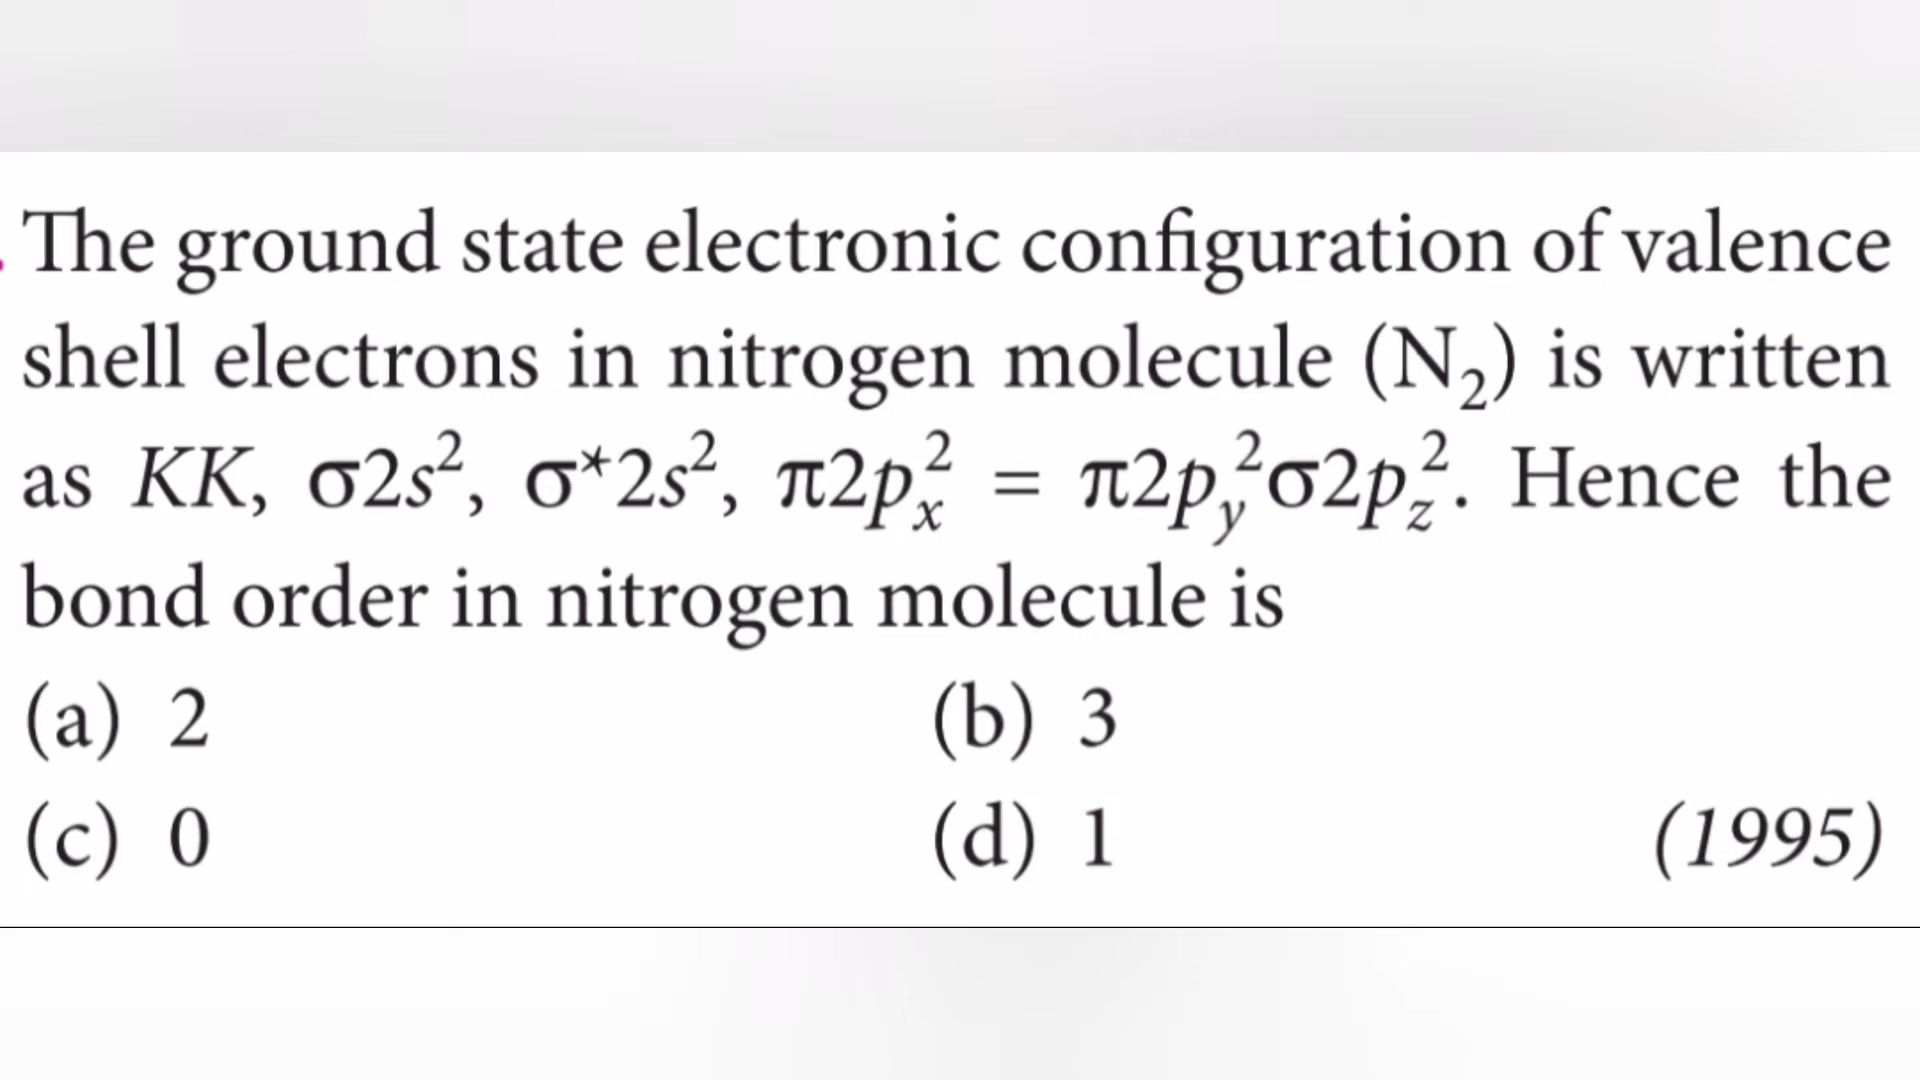 The ground state electronic configuration of valence
shell electrons in nitrogen molecule (N₂) is written
as KK, σ2s², σ*2s², π2pₓ² = π2p_y²σ2p_z². Hence the
bond order in nitrogen molecule is
(a) 2 (b) 3
(c) 0 (d) 1 (1995)